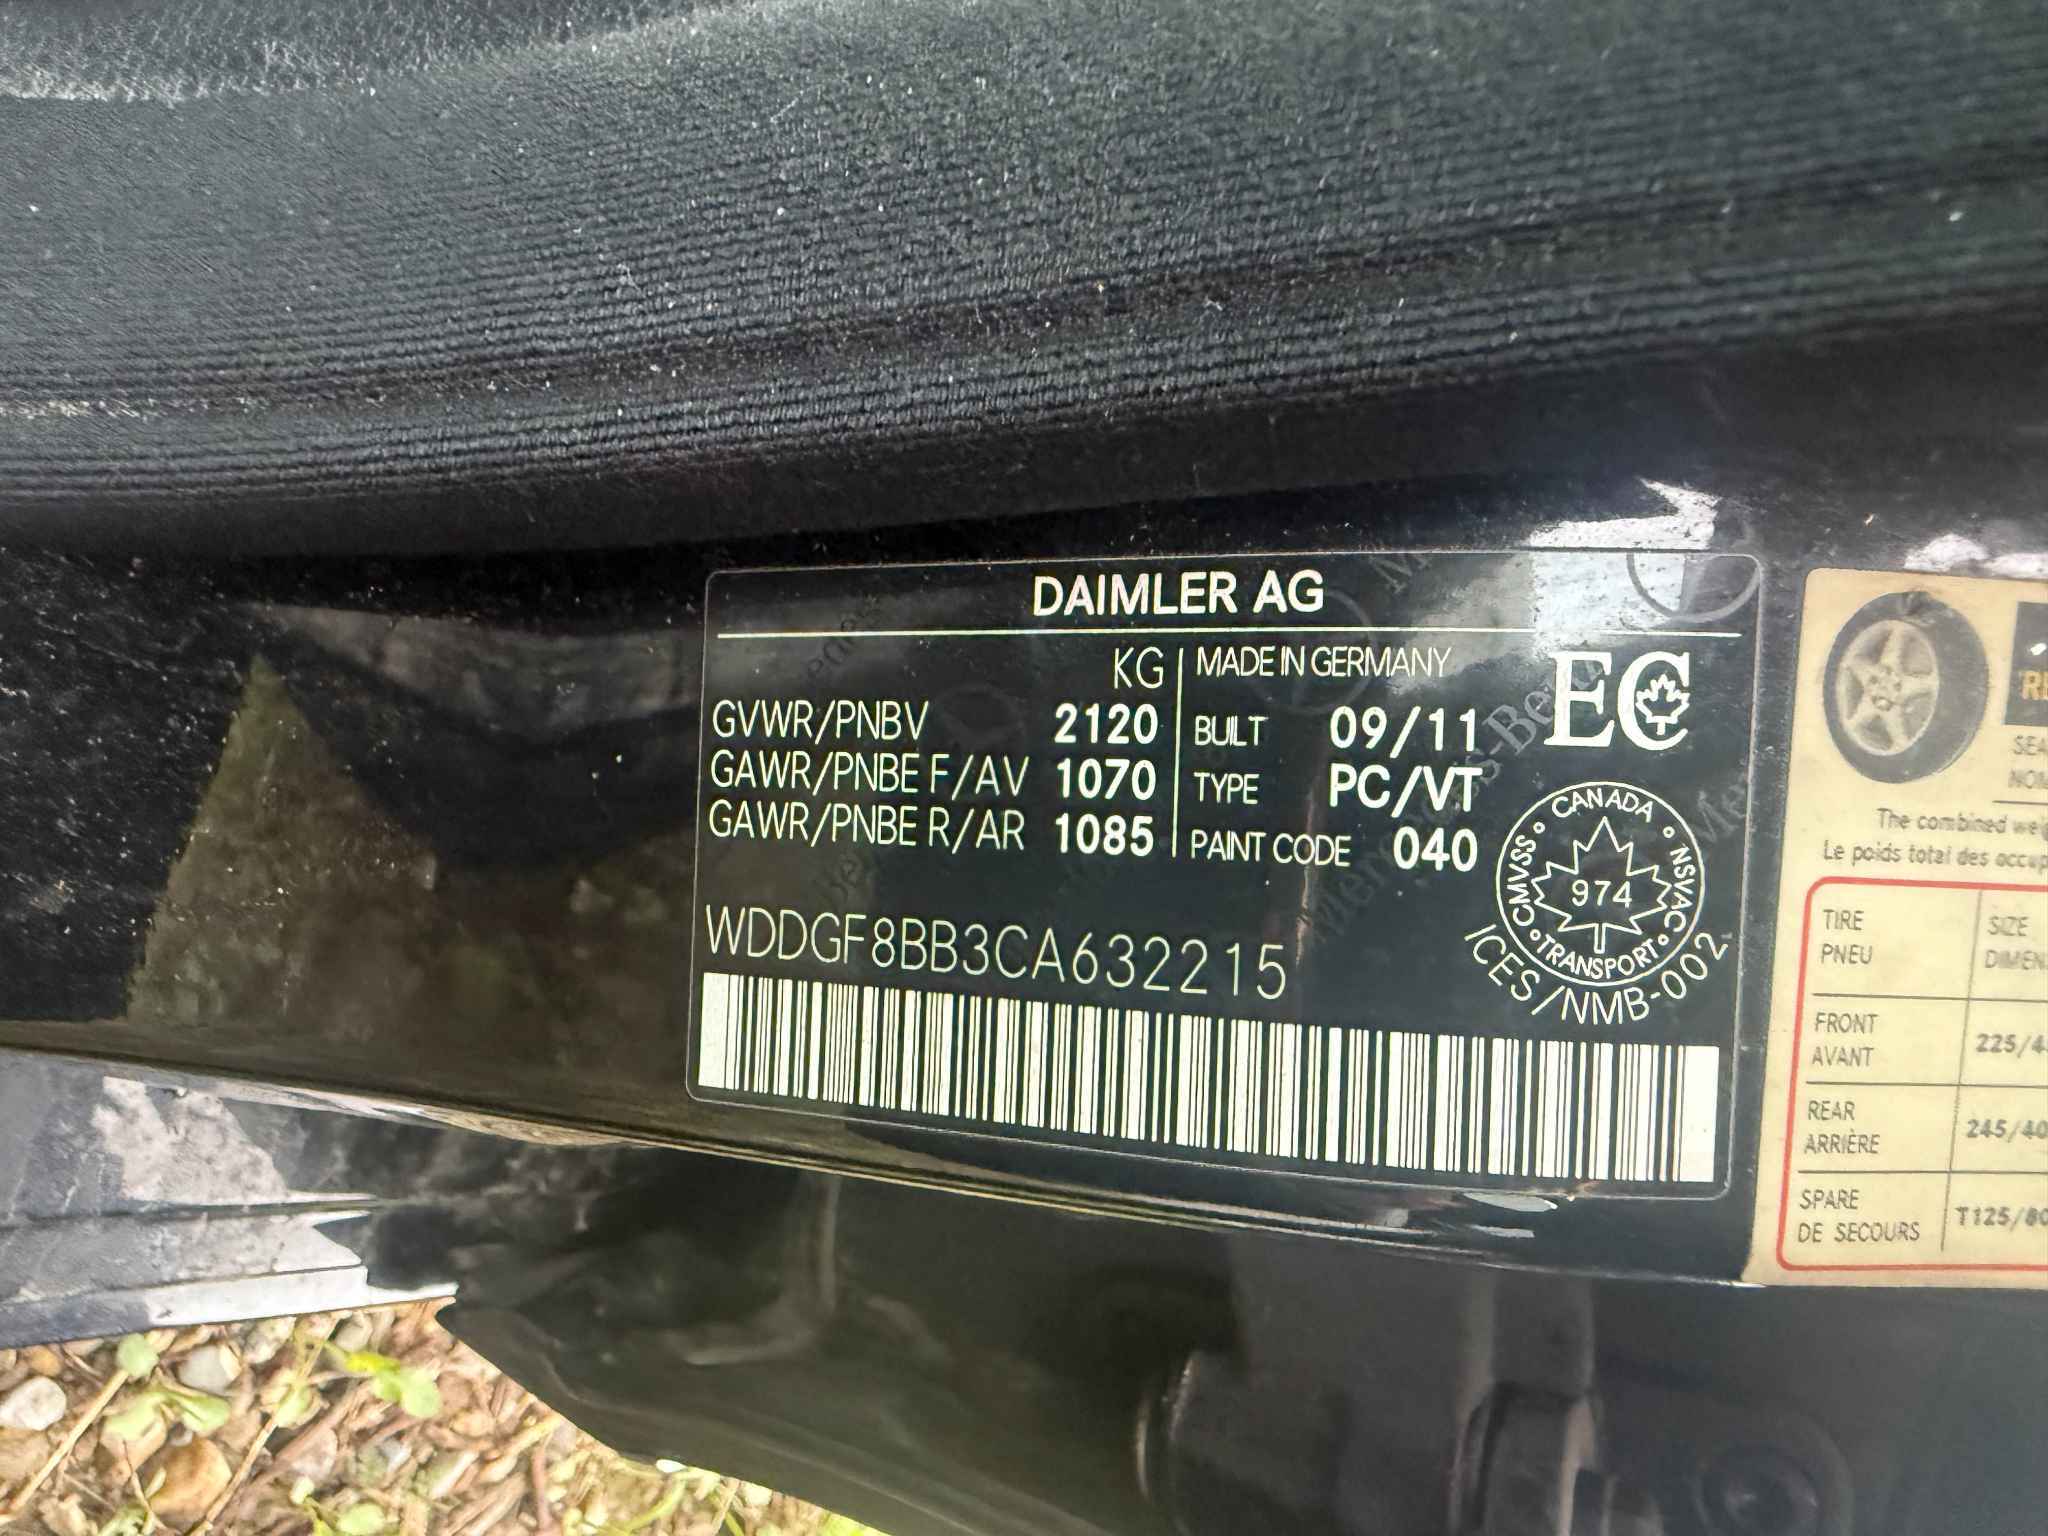 DAIMLER AG
KG
MADE IN GERMANY
GVWR/PNBV 2120
GAWR/PNBE F/AV 1070
GAWR/PNBE R/AR 1085
BUILT 09/11
TYPE PC/VT
PAINT CODE 040
EC
CANADA
CMVSS
NSVAC
974
TRANSPORT
ICES/NMB-002
WDDGF8BB3CA632215
The combined
Le poids total des
TIRE
PNEU
SIZE
FRONT
AVANT
225/4
REAR
ARRIÈRE
245/40
SPARE
DE SECOURS
T125/80